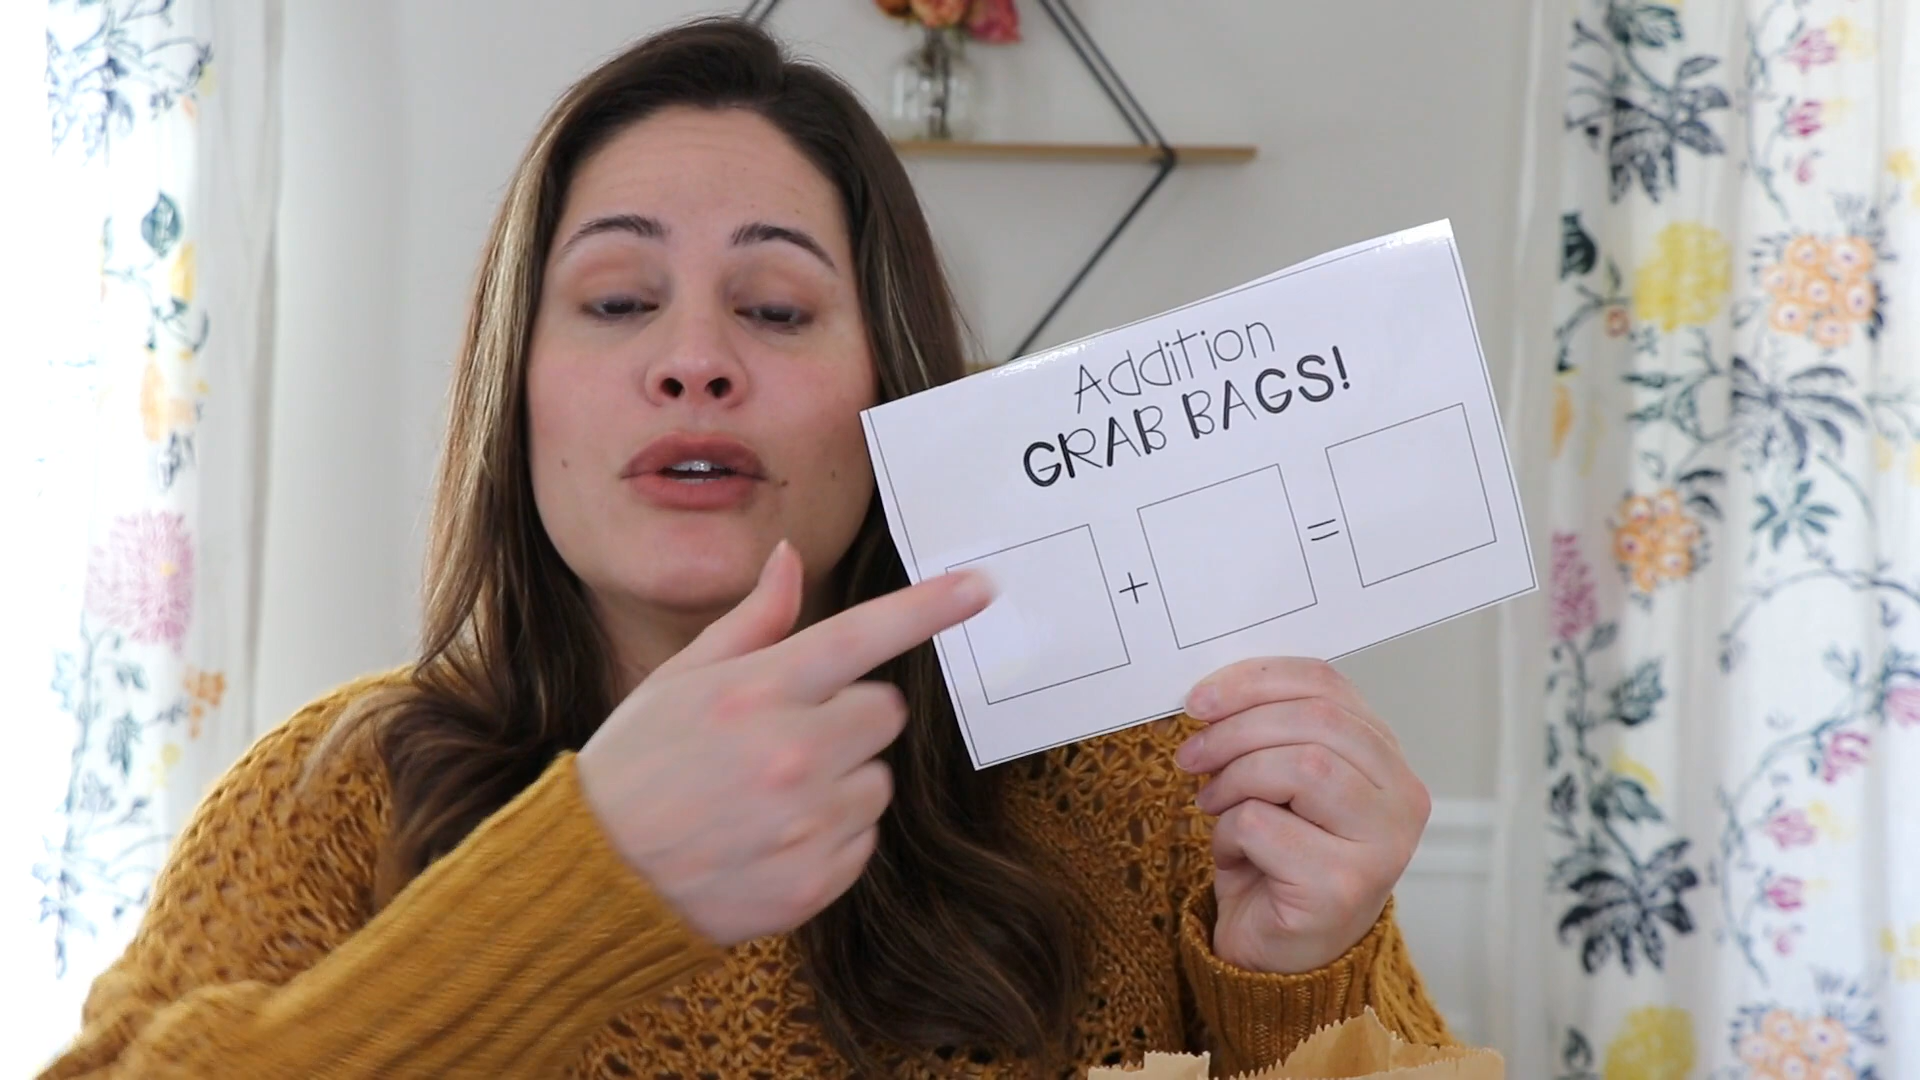 Addition
GRAB BAGS!
+ =